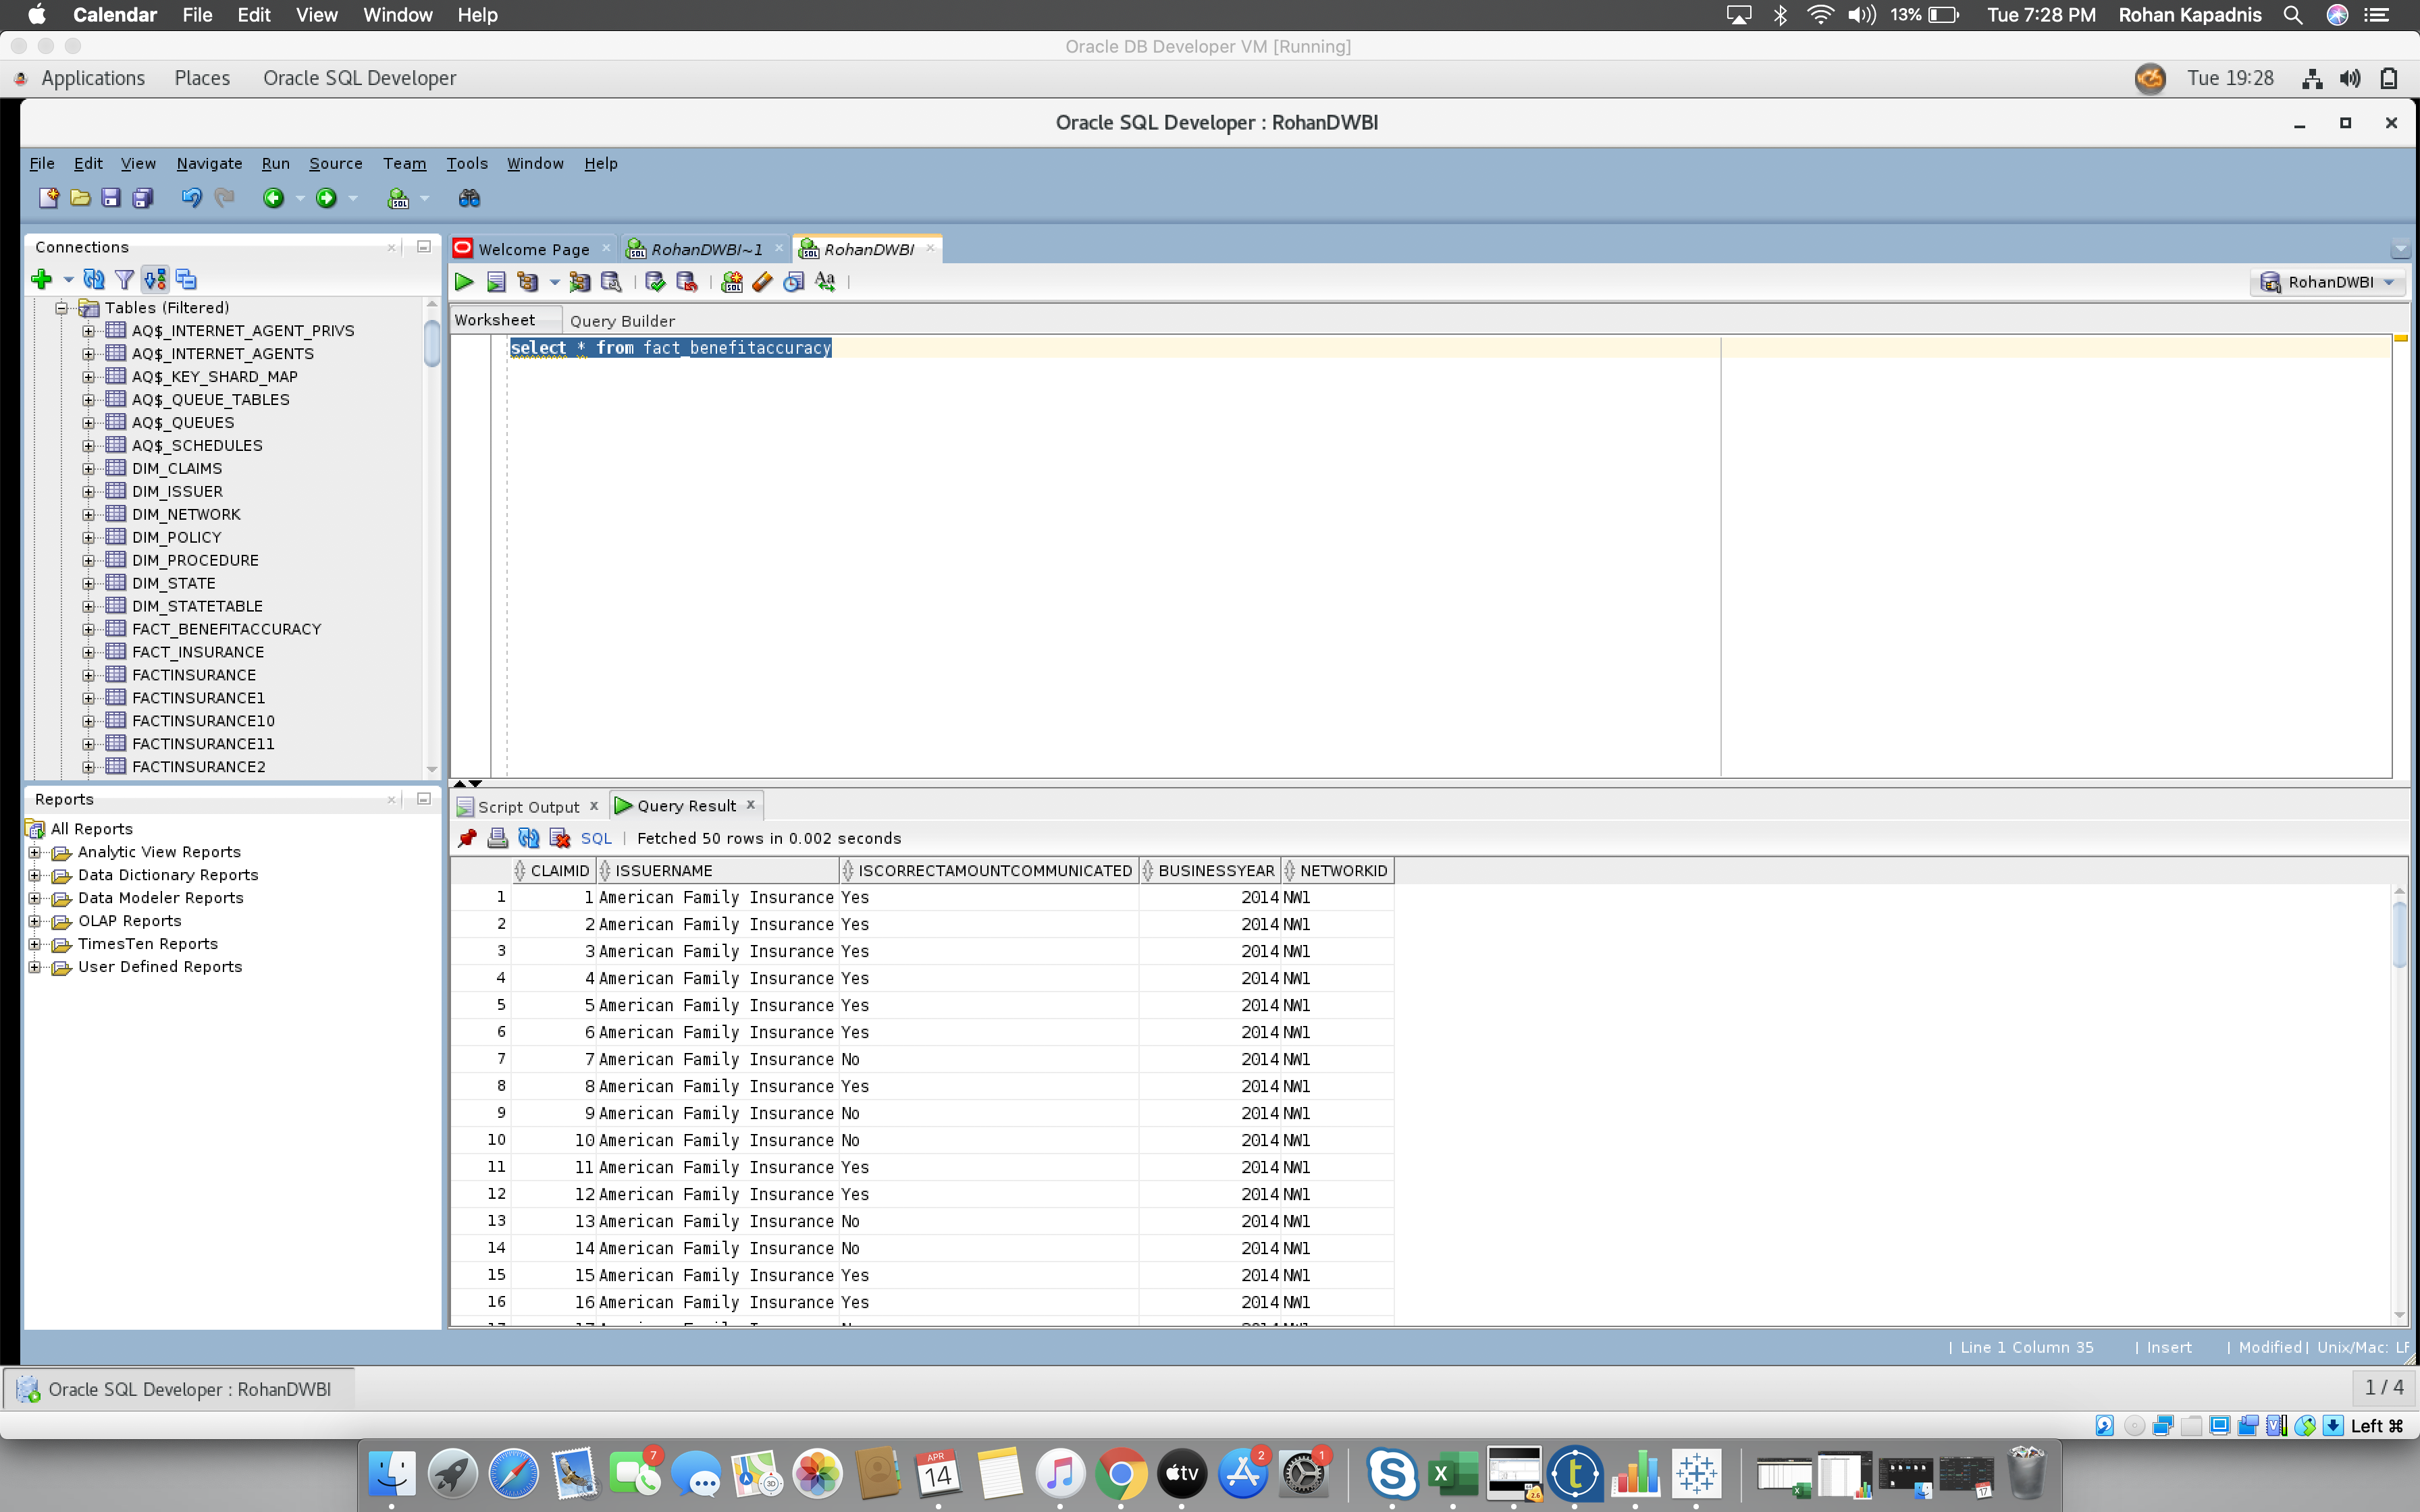 Calendar File Edit View Window Help 13% Tue 7:28 PM Rohan Kapadnis
Oracle DB Developer VM [Running]
Applications Places Oracle SQL Developer Tue 19:28
Oracle SQL Developer : RohanDWBI
File Edit View Navigate Run Source Team Tools Window Help
Connections
Welcome Page RohanDWBI~1 RohanDWBI
RohanDWBI
Worksheet Query Builder
select * from fact_benefitaccuracy
Tables (Filtered)
AQ$_INTERNET_AGENT_PRIVS
AQ$_INTERNET_AGENTS
AQ$_KEY_SHARD_MAP
AQ$_QUEUE_TABLES
AQ$_QUEUES
AQ$_SCHEDULES
DIM_CLAIMS
DIM_ISSUER
DIM_NETWORK
DIM_POLICY
DIM_PROCEDURE
DIM_STATE
DIM_STATETABLE
FACT_BENEFITACCURACY
FACT_INSURANCE
FACTINSURANCE
FACTINSURANCE1
FACTINSURANCE10
FACTINSURANCE11
FACTINSURANCE2
Reports
All Reports
Analytic View Reports
Data Dictionary Reports
Data Modeler Reports
OLAP Reports
TimesTen Reports
User Defined Reports
Script Output Query Result
SQL | Fetched 50 rows in 0.002 seconds
CLAIMID ISSUERNAME ISCORRECTAMOUNTCOMMUNICATED BUSINESSYEAR NETWORKID
1 1 American Family Insurance Yes 2014 NW1
2 2 American Family Insurance Yes 2014 NW1
3 3 American Family Insurance Yes 2014 NW1
4 4 American Family Insurance Yes 2014 NW1
5 5 American Family Insurance Yes 2014 NW1
6 6 American Family Insurance Yes 2014 NW1
7 7 American Family Insurance No 2014 NW1
8 8 American Family Insurance Yes 2014 NW1
9 9 American Family Insurance No 2014 NW1
10 10 American Family Insurance No 2014 NW1
11 11 American Family Insurance Yes 2014 NW1
12 12 American Family Insurance Yes 2014 NW1
13 13 American Family Insurance No 2014 NW1
14 14 American Family Insurance No 2014 NW1
15 15 American Family Insurance Yes 2014 NW1
16 16 American Family Insurance Yes 2014 NW1
| Line 1 Column 35 | Insert | Modified | Unix/Mac: LF
Oracle SQL Developer : RohanDWBI 1 / 4
Left ⌘
7 APR 14 tv 2 1